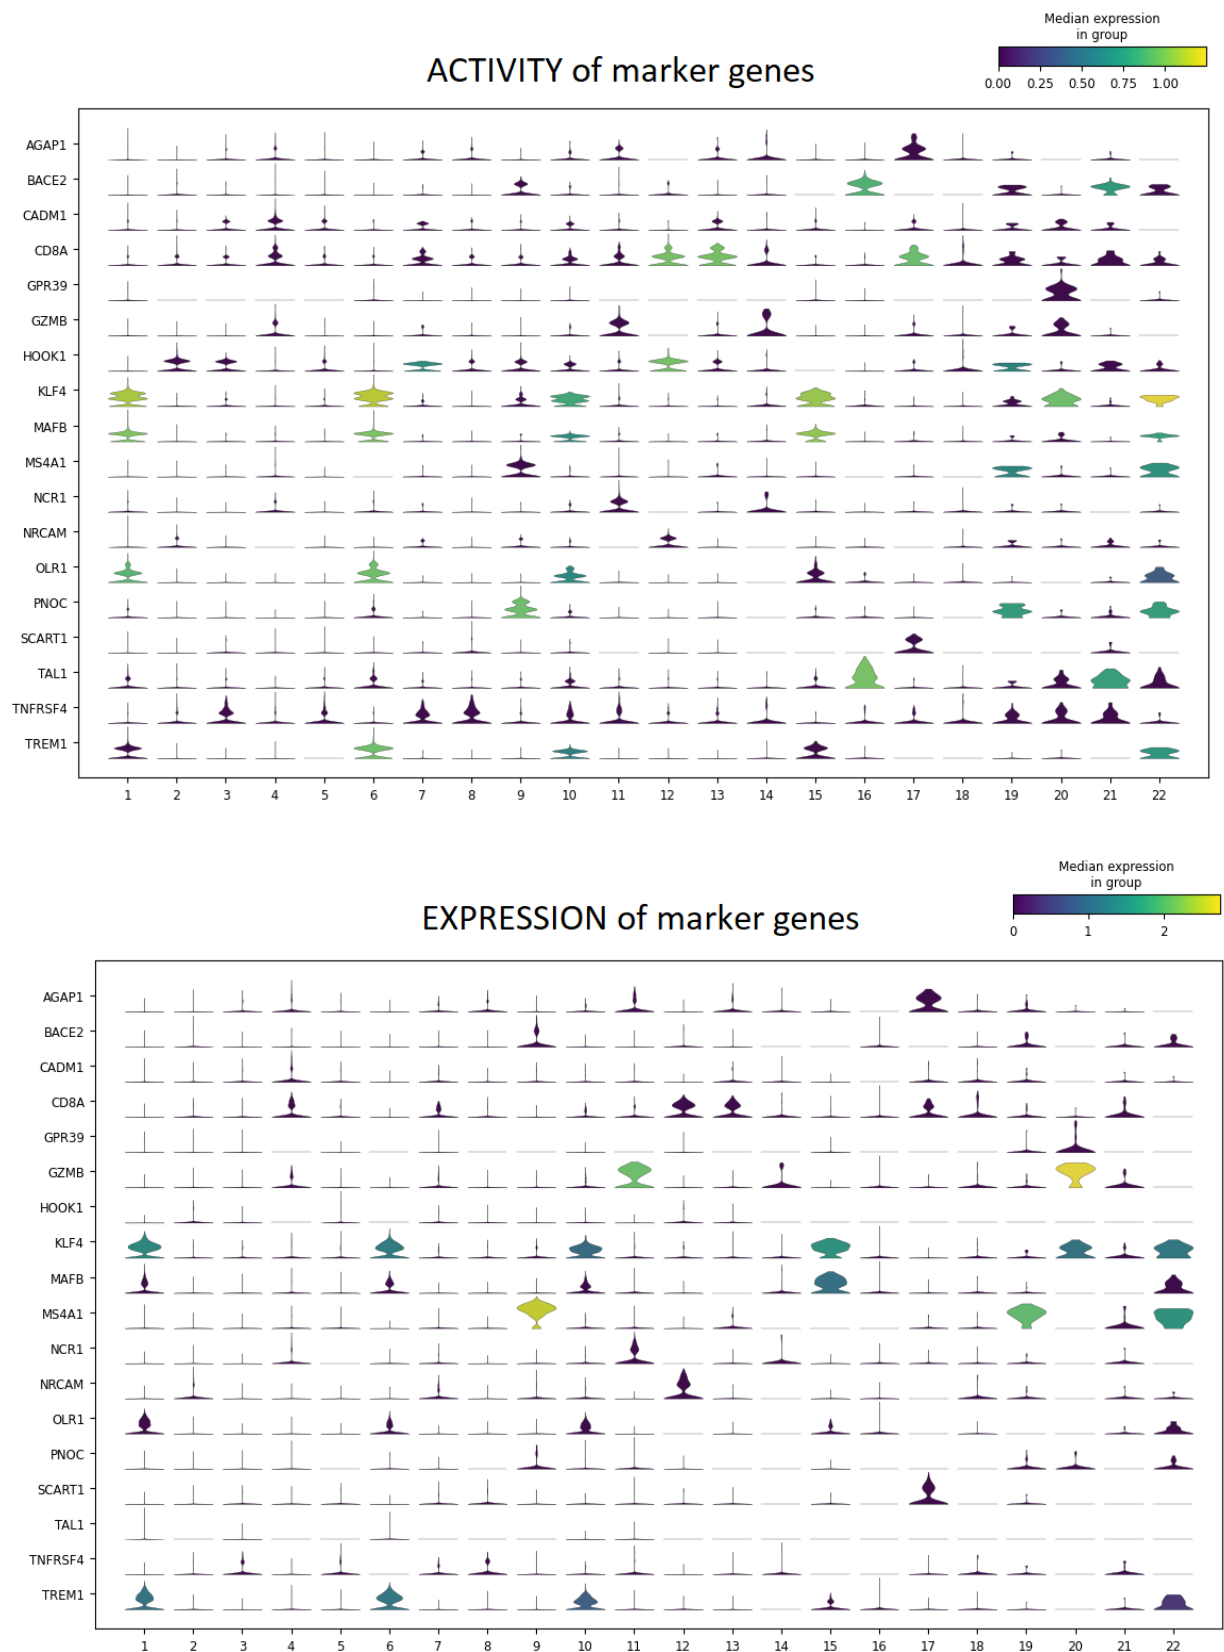 Median expression
in group
ACTIVITY of marker genes
0.00 0.25 0.50 0.75 1.00
AGAP1
BACE2
CADM1
CD8A
GPR39
GZMB
HOOK1
KLF4
MAFB
MS4A1
NCR1
NRCAM
OLR1
PNOC
SCART1
TAL1
TNFRSF4
TREM1
1 2 3 4 5 6 7 8 9 10 11 12 13 14 15 16 17 18 19 20 21 22
Median expression
in group
EXPRESSION of marker genes
0 1 2
AGAP1
BACE2
CADM1
CD8A
GPR39
GZMB
HOOK1
KLF4
MAFB
MS4A1
NCR1
NRCAM
OLR1
PNOC
SCART1
TAL1
TNFRSF4
TREM1
1 2 3 4 5 6 7 8 9 10 11 12 13 14 15 16 17 18 19 20 21 22